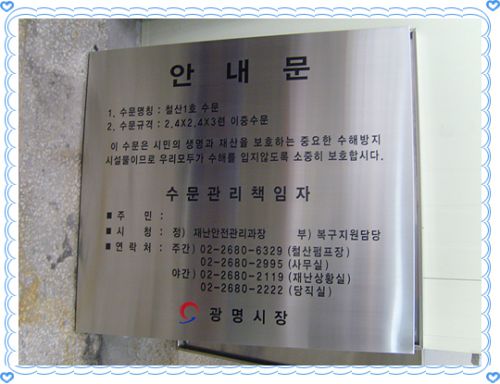 안 내 문
1. 수문명칭 : 철산1호 수문
2. 수문규격 : 2.4X2.4X3련 이중수문
이 수문은 시민의 생명과 재산을 보호하는 중요한 수해방지
시설물이므로 우리모두가 수해를 입지않도록 소중히 보호합시다.
수문관리책임자
■ 주 민 :
■ 시 청 : 정) 재난안전관리과장 부) 복구지원담당
■ 연락처 : 주간) 02-2680-6329 (철산펌프장)
02-2680-2995 (사무실)
야간) 02-2680-2119 (재난상황실)
02-2680-2222 (당직실)
광명시장